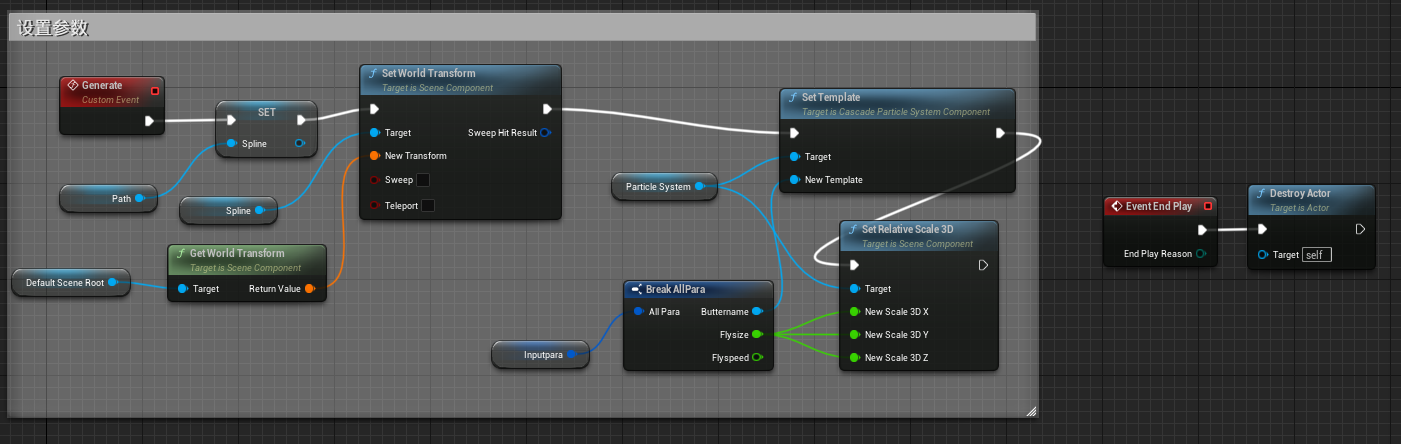 设置参数
Generate
Custom Event
SET
Spline
Path
Spline
Default Scene Root
Get World Transform
Target is Scene Component
Target
Return Value
Set World Transform
Target is Scene Component
Target
Sweep Hit Result
New Transform
Sweep
Teleport
Particle System
Set Template
Target is Cascade Particle System Component
Target
New Template
Inputpara
Break AllPara
All Para
Buttername
Flysize
Flyspeed
Set Relative Scale 3D
Target is Scene Component
Target
New Scale 3D X
New Scale 3D Y
New Scale 3D Z
Event End Play
End Play Reason
Destroy Actor
Target is Actor
Target
self